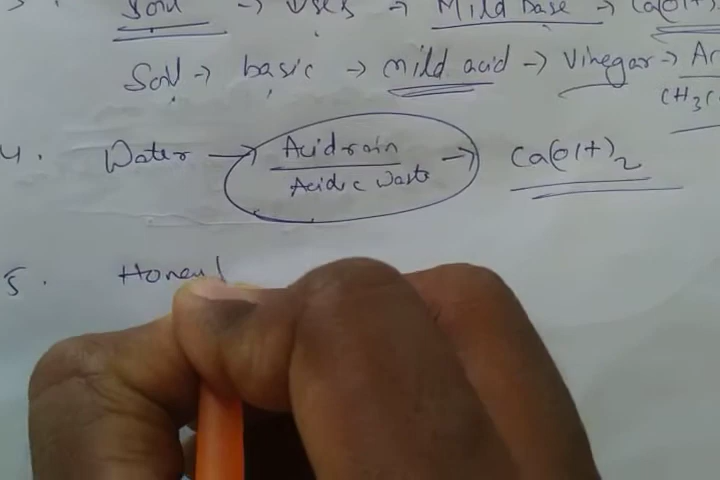 Soil → Uses → Mild base → Ca(OH)
Soil → basic → mild acid → Vinegar →
CH3C
4. Water → Acid rain → Ca(OH)2
Acidic Waste
5. Honey